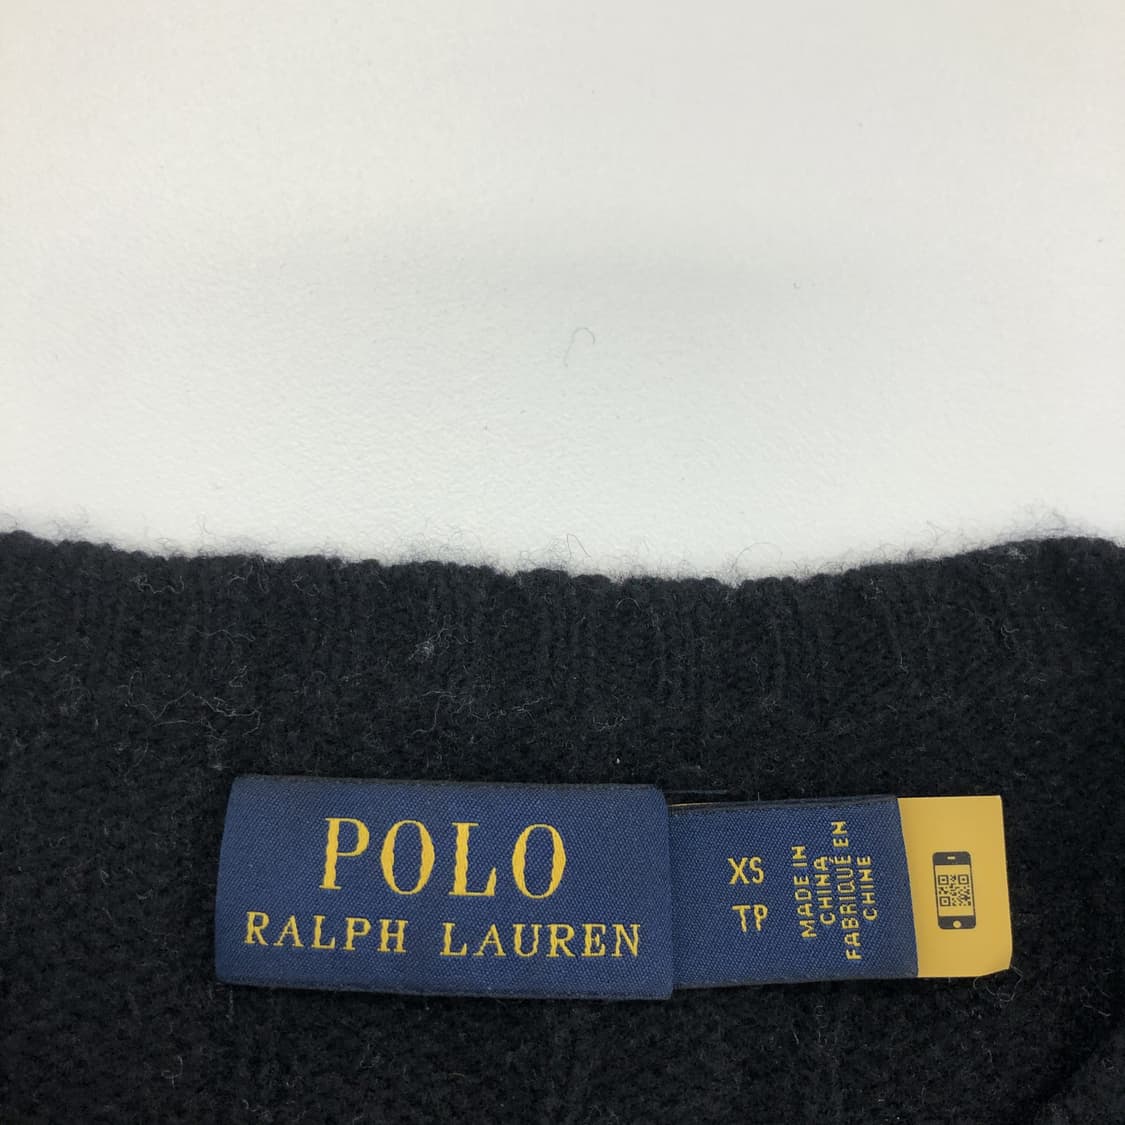 POLO
RALPH LAUREN
XS
TP
MADE IN
CHINA
FABRIQUÉ EN
CHINE